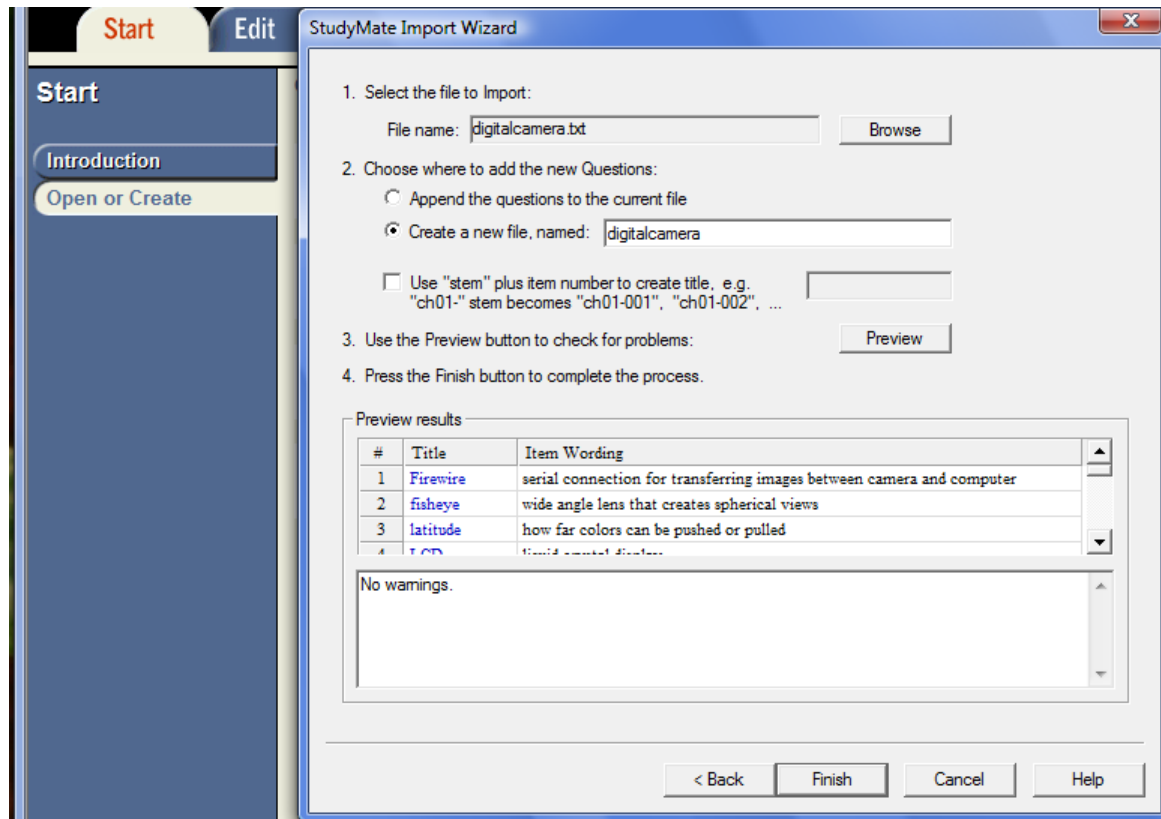 Start
Edit
StudyMate Import Wizard
Start
Introduction
Open or Create
1. Select the file to Import:
File name: digitalcamera.txt Browse
2. Choose where to add the new Questions:
Append the questions to the current file
Create a new file, named: digitalcamera
Use "stem" plus item number to create title, e.g.
"ch01-" stem becomes "ch01-001", "ch01-002", ...
3. Use the Preview button to check for problems: Preview
4. Press the Finish button to complete the process.
Preview results
# Title Item Wording
1 Firewire serial connection for transferring images between camera and computer
2 fisheye wide angle lens that creates spherical views
3 latitude how far colors can be pushed or pulled
4 LCD liquid crystal display
No warnings.
< Back Finish Cancel Help